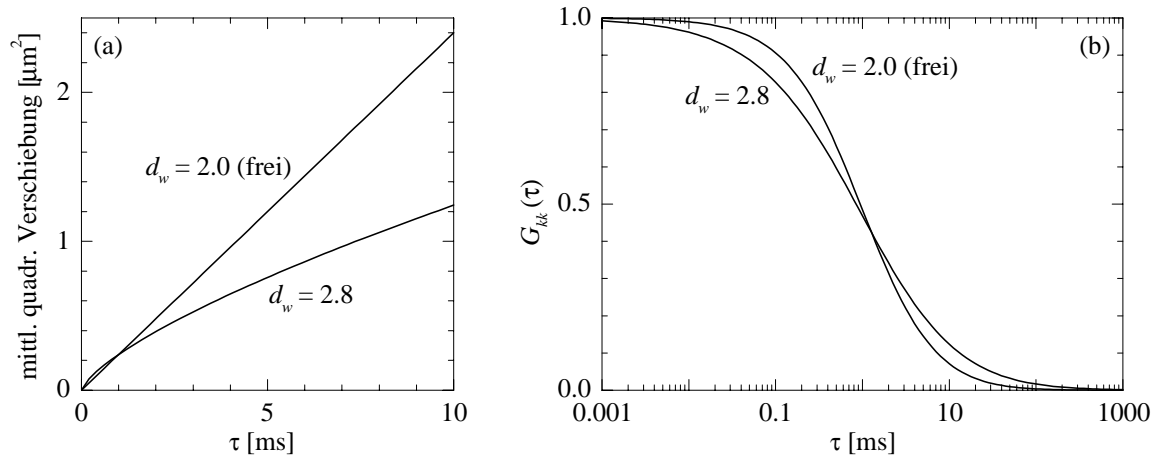 (a)
mittl. quadr. Verschiebung [μm²]
2
1
0
d_w = 2.0 (frei)
d_w = 2.8
0
5
10
τ [ms]
(b)
G_kk (τ)
1.0
0.5
0.0
d_w = 2.0 (frei)
d_w = 2.8
0.001
0.1
10
1000
τ [ms]